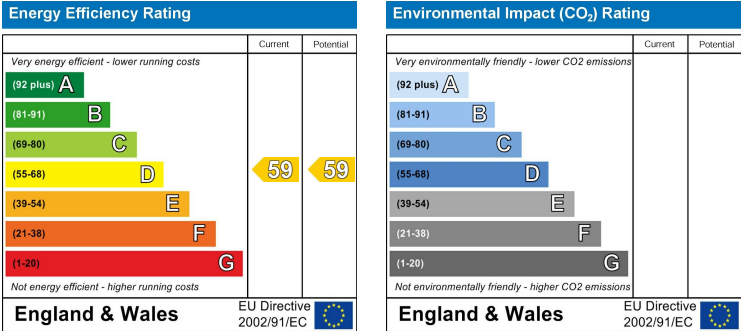 Energy Efficiency Rating
Current Potential
Very energy efficient - lower running costs
(92 plus) A
(81-91) B
(69-80) C
(55-68) D 59 59
(39-54) E
(21-38) F
(1-20) G
Not energy efficient - higher running costs
England & Wales
EU Directive
2002/91/EC
Environmental Impact (CO₂) Rating
Current Potential
Very environmentally friendly - lower CO2 emissions
(92 plus) A
(81-91) B
(69-80) C
(55-68) D
(39-54) E
(21-38) F
(1-20) G
Not environmentally friendly - higher CO2 emissions
England & Wales
EU Directive
2002/91/EC